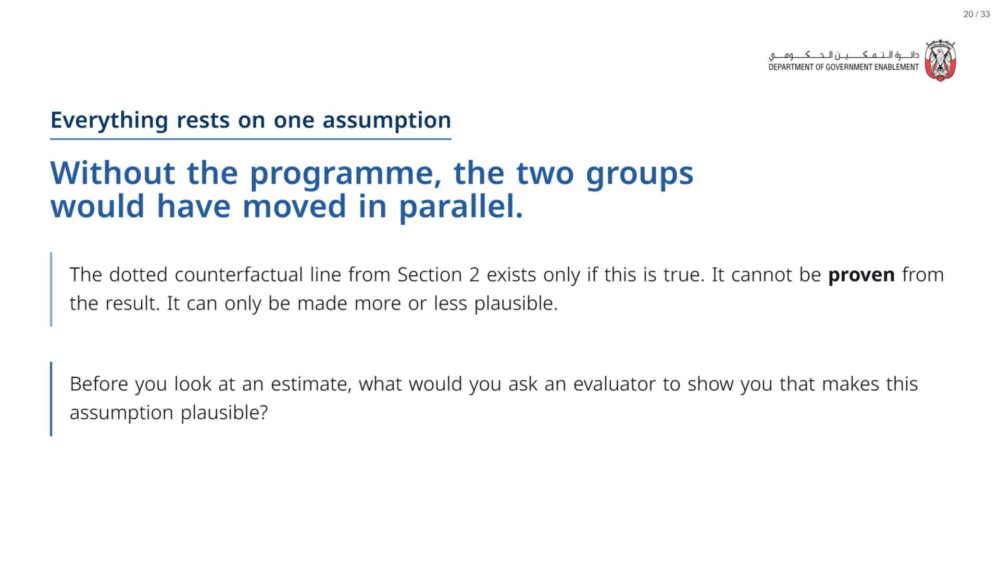 20 / 33
دائرة التمكين الحكومي
DEPARTMENT OF GOVERNMENT ENABLEMENT
Everything rests on one assumption
Without the programme, the two groups
would have moved in parallel.
The dotted counterfactual line from Section 2 exists only if this is true. It cannot be proven from
the result. It can only be made more or less plausible.
Before you look at an estimate, what would you ask an evaluator to show you that makes this
assumption plausible?